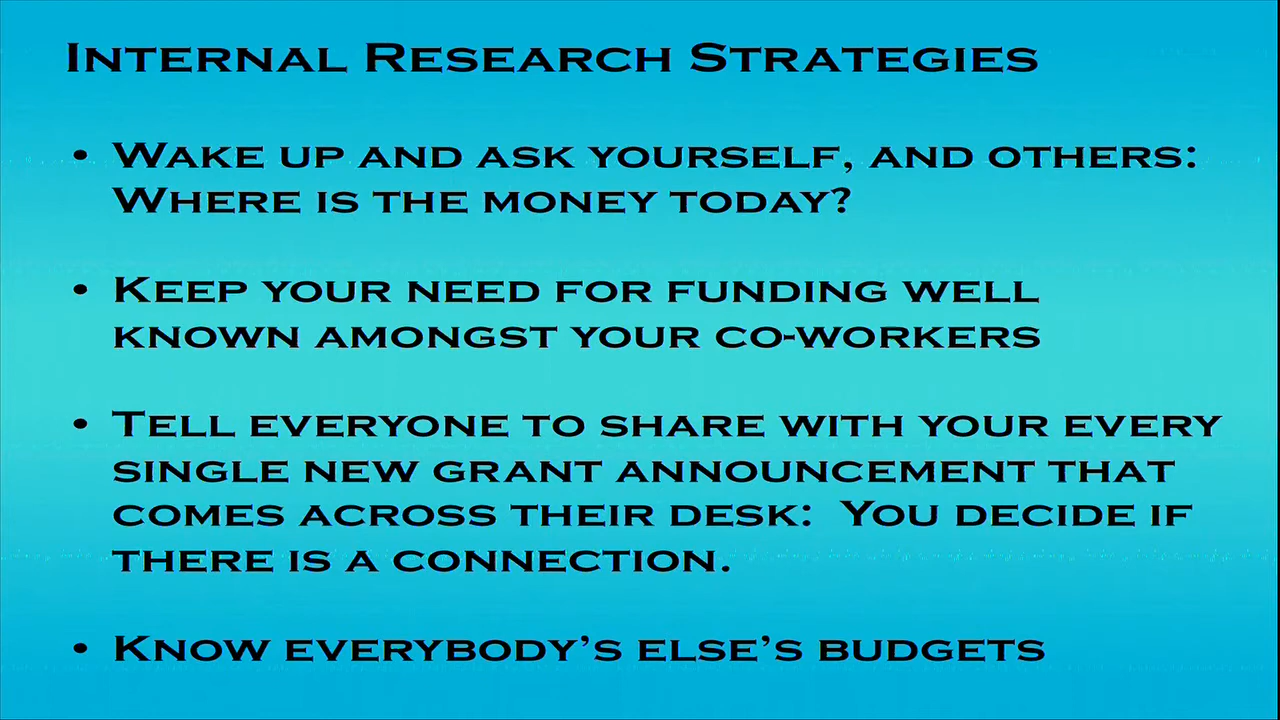 Internal Research Strategies
• Wake up and ask yourself, and others:
Where is the money today?
• Keep your need for funding well
known amongst your co-workers
• Tell everyone to share with your every
single new grant announcement that
comes across their desk:  You decide if
there is a connection.
• Know everybody's else's budgets